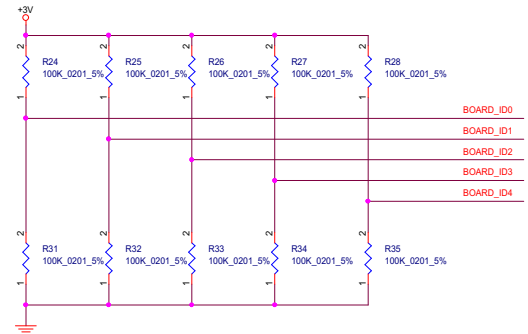 +3V
2 R24 2 R25 2 R26 2 R27 2 R28
100K_0201_5% 100K_0201_5% 100K_0201_5% 100K_0201_5% 100K_0201_5%
1 1 1 1 1
BOARD_ID0
BOARD_ID1
BOARD_ID2
BOARD_ID3
BOARD_ID4
2 R31 2 R32 2 R33 2 R34 2 R35
100K_0201_5% 100K_0201_5% 100K_0201_5% 100K_0201_5% 100K_0201_5%
1 1 1 1 1